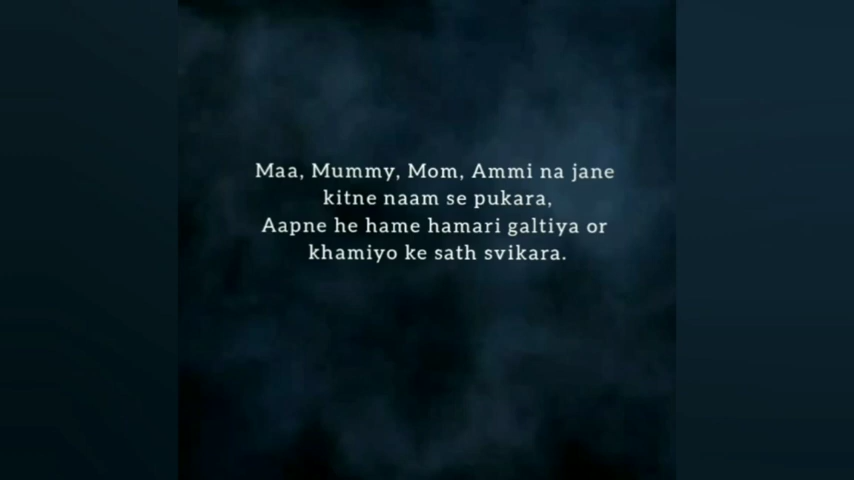 Maa, Mummy, Mom, Ammi na jane
kitne naam se pukara,
Aapne he hame hamari galtiya or
khamiyo ke sath svikara.